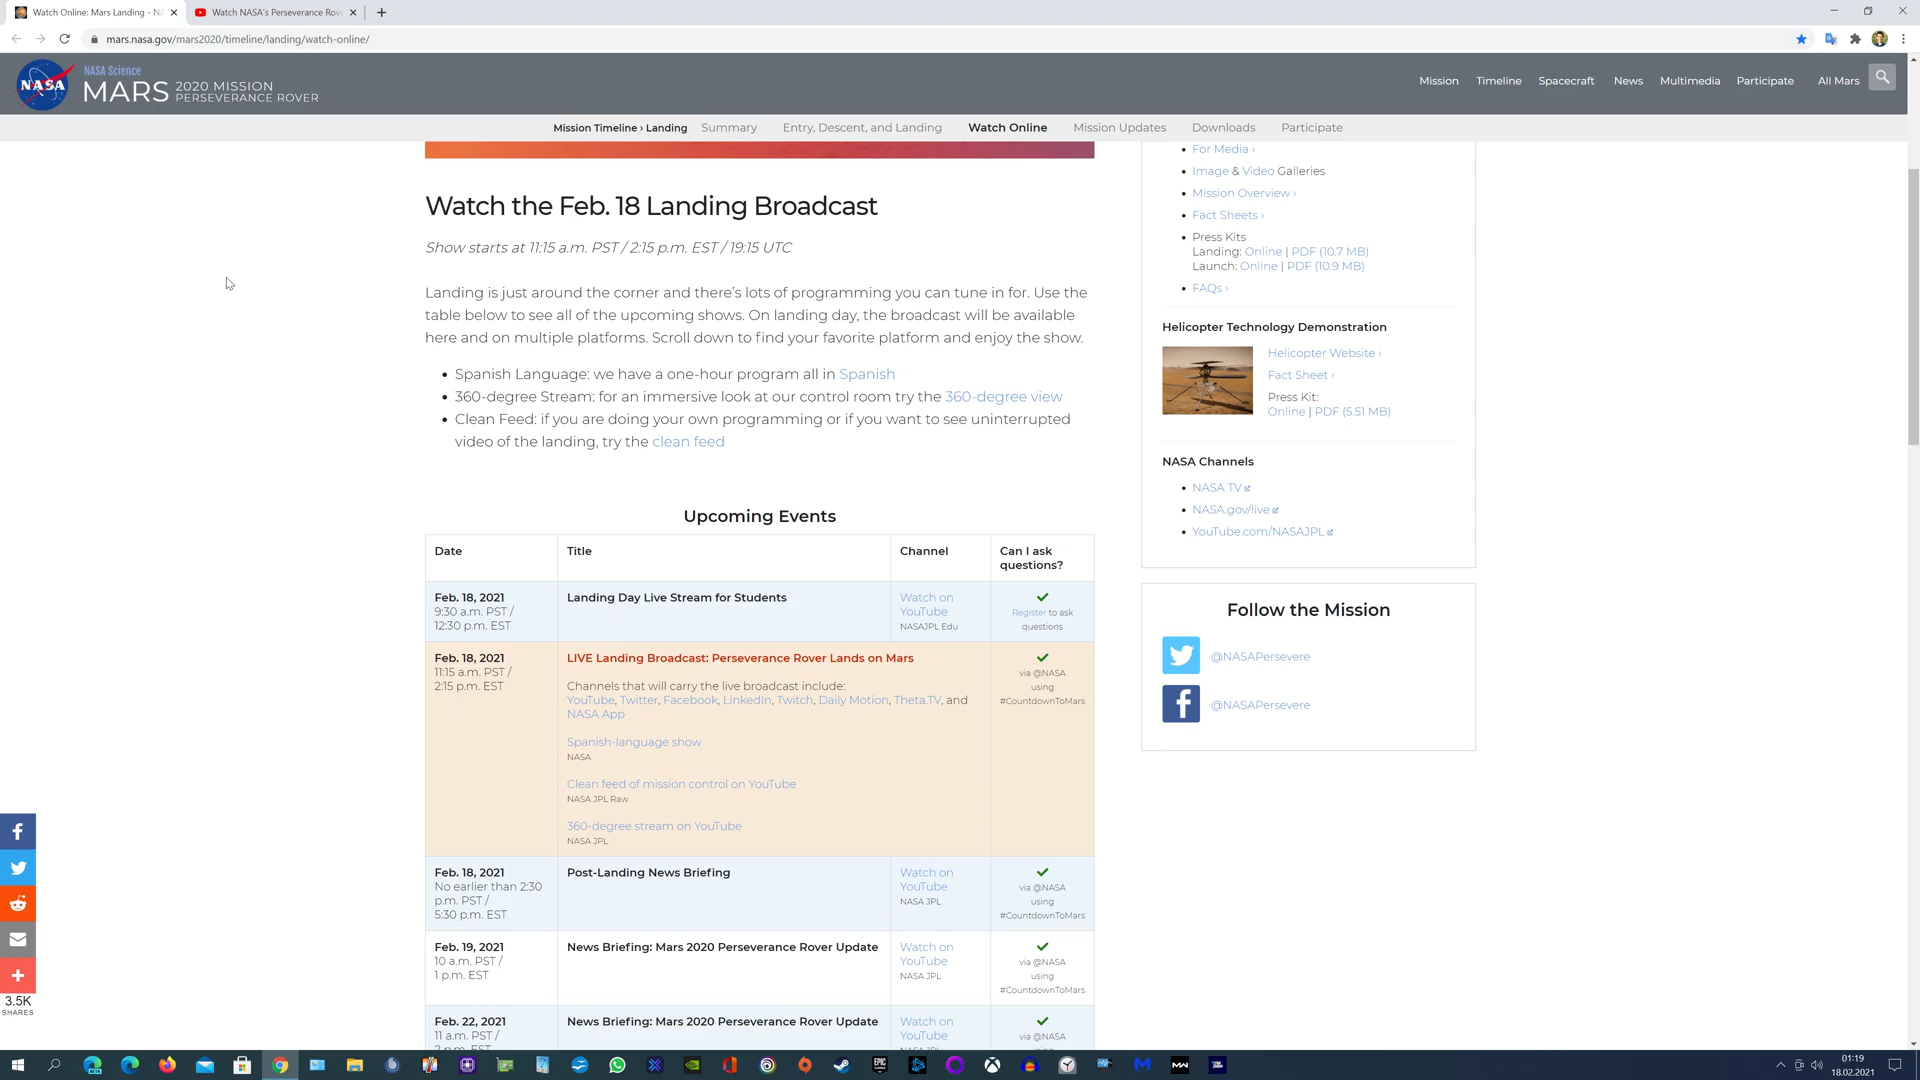 Watch Online: Mars Landing - NA
Watch NASA's Perseverance Rov
mars.nasa.gov/mars2020/timeline/landing/watch-online/
NASA
NASA Science
MARS
2020 MISSION
PERSEVERANCE ROVER
Mission
Timeline
Spacecraft
News
Multimedia
Participate
All Mars
Mission Timeline › Landing
Summary
Entry, Descent, and Landing
Watch Online
Mission Updates
Downloads
Participate
Watch the Feb. 18 Landing Broadcast
Show starts at 11:15 a.m. PST / 2:15 p.m. EST / 19:15 UTC
Landing is just around the corner and there's lots of programming you can tune in for. Use the
table below to see all of the upcoming shows. On landing day, the broadcast will be available
here and on multiple platforms. Scroll down to find your favorite platform and enjoy the show.
• Spanish Language: we have a one-hour program all in Spanish
• 360-degree Stream: for an immersive look at our control room try the 360-degree view
• Clean Feed: if you are doing your own programming or if you want to see uninterrupted
video of the landing, try the clean feed
Upcoming Events
Date
Title
Channel
Can I ask
questions?
Feb. 18, 2021
9:30 a.m. PST /
12:30 p.m. EST
Landing Day Live Stream for Students
Watch on
YouTube
NASAJPL Edu
Register to ask
questions
Feb. 18, 2021
11:15 a.m. PST /
2:15 p.m. EST
LIVE Landing Broadcast: Perseverance Rover Lands on Mars
Channels that will carry the live broadcast include:
YouTube, Twitter, Facebook, LinkedIn, Twitch, Daily Motion, Theta.TV, and
NASA App
Spanish-language show
NASA
Clean feed of mission control on YouTube
NASA JPL Raw
360-degree stream on YouTube
NASA JPL
via @NASA
using
#CountdownToMars
Feb. 18, 2021
No earlier than 2:30
p.m. PST /
5:30 p.m. EST
Post-Landing News Briefing
Watch on
YouTube
NASA JPL
via @NASA
using
#CountdownToMars
Feb. 19, 2021
10 a.m. PST /
1 p.m. EST
News Briefing: Mars 2020 Perseverance Rover Update
Watch on
YouTube
NASA JPL
via @NASA
using
#CountdownToMars
Feb. 22, 2021
11 a.m. PST /
2 p.m. EST
News Briefing: Mars 2020 Perseverance Rover Update
Watch on
YouTube
via @NASA
• For Media ›
• Image & Video Galleries
• Mission Overview ›
• Fact Sheets ›
• Press Kits
Landing: Online | PDF (10.7 MB)
Launch: Online | PDF (10.9 MB)
• FAQs ›
Helicopter Technology Demonstration
Helicopter Website ›
Fact Sheet ›
Press Kit:
Online | PDF (5.51 MB)
NASA Channels
• NASA TV
• NASA.gov/live
• YouTube.com/NASAJPL
Follow the Mission
@NASAPersevere
@NASAPersevere
3.5K
SHARES
01:19
18.02.2021